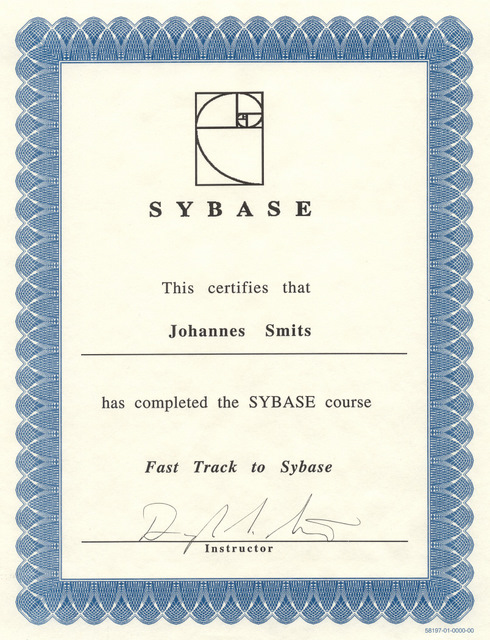 SYBASE
This certifies that
Johannes Smits
has completed the SYBASE course
Fast Track to Sybase
Instructor
58197-01-0000-00